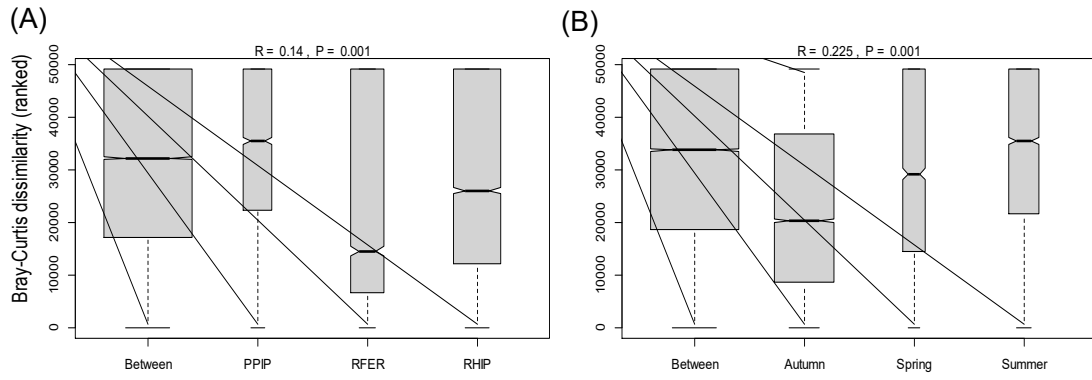 (A)
R = 0.14 , P = 0.001
Bray-Curtis dissimilarity (ranked)
50000
40000
30000
20000
10000
0
Between PPIP RFER RHIP
(B)
R = 0.225 , P = 0.001
50000
40000
30000
20000
10000
0
Between Autumn Spring Summer